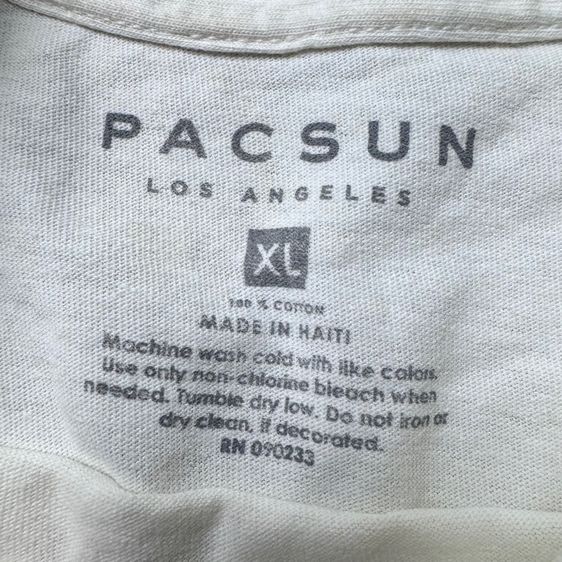 PACSUN
LOS ANGELES
XL
100 % COTTON
MADE IN HAITI
Machine wash cold with like colors.
Use only non-chlorine bleach when
needed. Tumble dry low. Do not iron or
dry clean, if decorated.
RN 090233